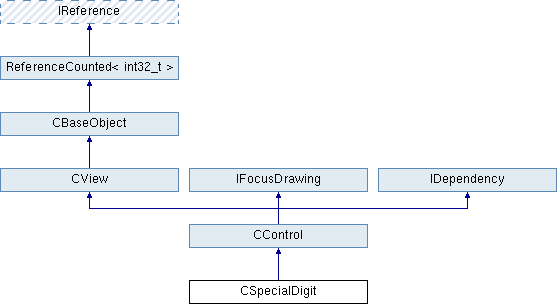 IReference
ReferenceCounted< int32_t >
CBaseObject
CView
IFocusDrawing
IDependency
CControl
CSpecialDigit